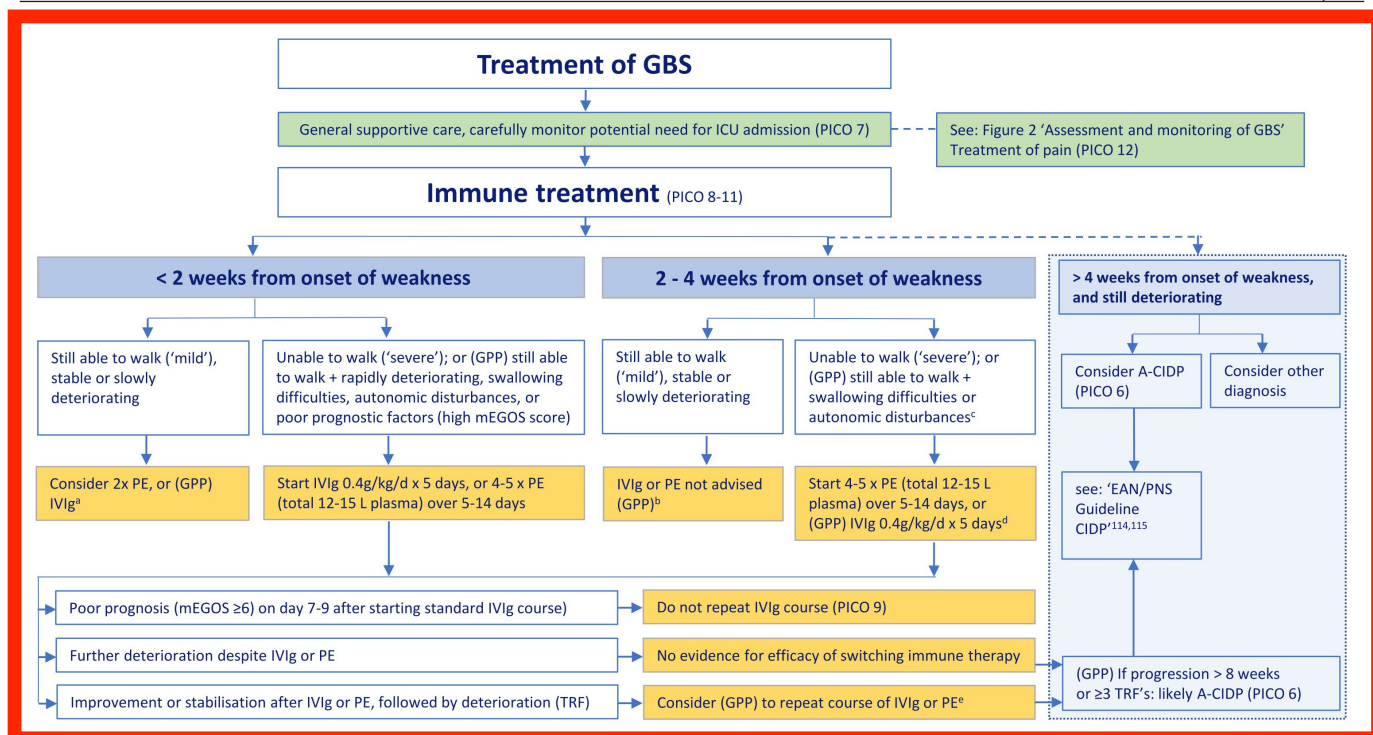 Treatment of GBS
General supportive care, carefully monitor potential need for ICU admission (PICO 7)
See: Figure 2 ‘Assessment and monitoring of GBS’
Treatment of pain (PICO 12)
Immune treatment (PICO 8-11)
< 2 weeks from onset of weakness
2 - 4 weeks from onset of weakness
> 4 weeks from onset of weakness,
and still deteriorating
Still able to walk (‘mild’),
stable or slowly
deteriorating
Unable to walk (‘severe’); or (GPP) still able
to walk + rapidly deteriorating, swallowing
difficulties, autonomic disturbances, or
poor prognostic factors (high mEGOS score)
Still able to walk
(‘mild’), stable or
slowly deteriorating
Unable to walk (‘severe’); or
(GPP) still able to walk +
swallowing difficulties or
autonomic disturbancesᶜ
Consider A-CIDP
(PICO 6)
Consider other
diagnosis
Consider 2x PE, or (GPP)
IVIgᵃ
Start IVIg 0.4g/kg/d x 5 days, or 4-5 x PE
(total 12-15 L plasma) over 5-14 days
IVIg or PE not advised
(GPP)ᵇ
Start 4-5 x PE (total 12-15 L
plasma) over 5-14 days, or
(GPP) IVIg 0.4g/kg/d x 5 daysᵈ
see: ‘EAN/PNS
Guideline
CIDP’¹¹⁴,¹¹⁵
Poor prognosis (mEGOS ≥6) on day 7-9 after starting standard IVIg course)
Do not repeat IVIg course (PICO 9)
Further deterioration despite IVIg or PE
No evidence for efficacy of switching immune therapy
Improvement or stabilisation after IVIg or PE, followed by deterioration (TRF)
Consider (GPP) to repeat course of IVIg or PEᵉ
(GPP) If progression > 8 weeks
or ≥3 TRF’s: likely A-CIDP (PICO 6)